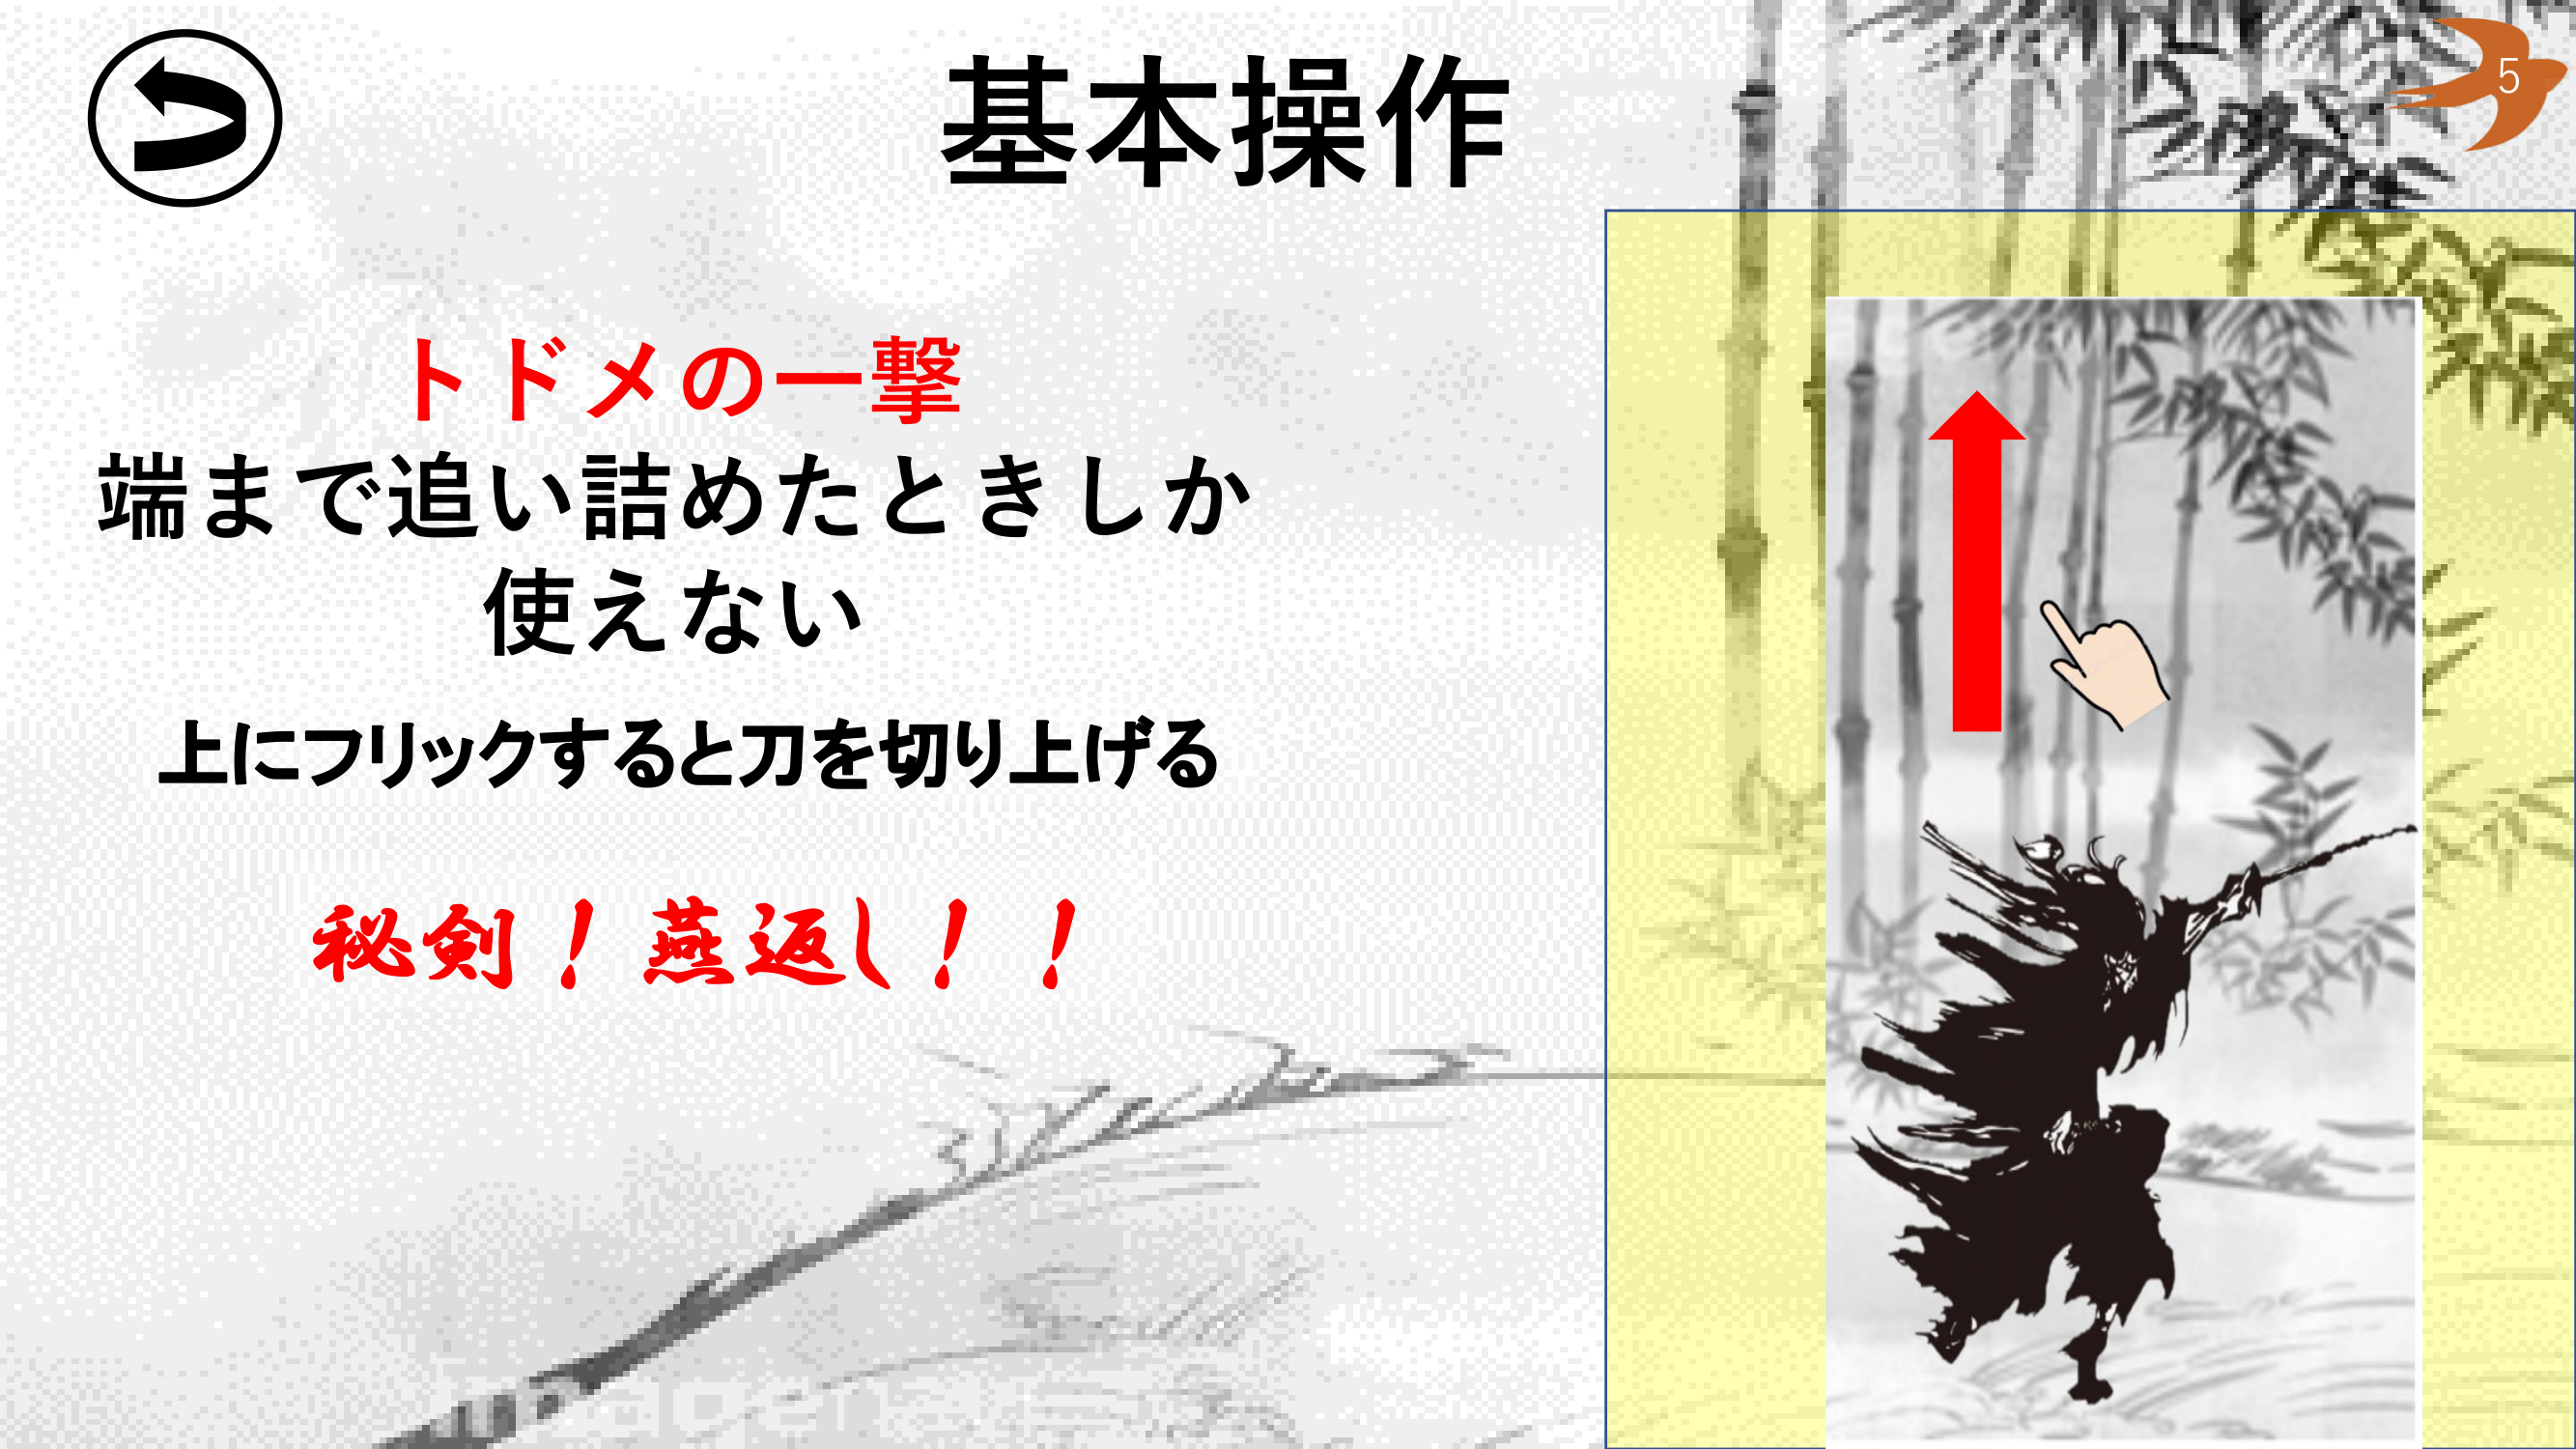 基本操作
5
トドメの一撃
端まで追い詰めたときしか
使えない
上にフリックすると刀を切り上げる
秘剣！燕返し！！